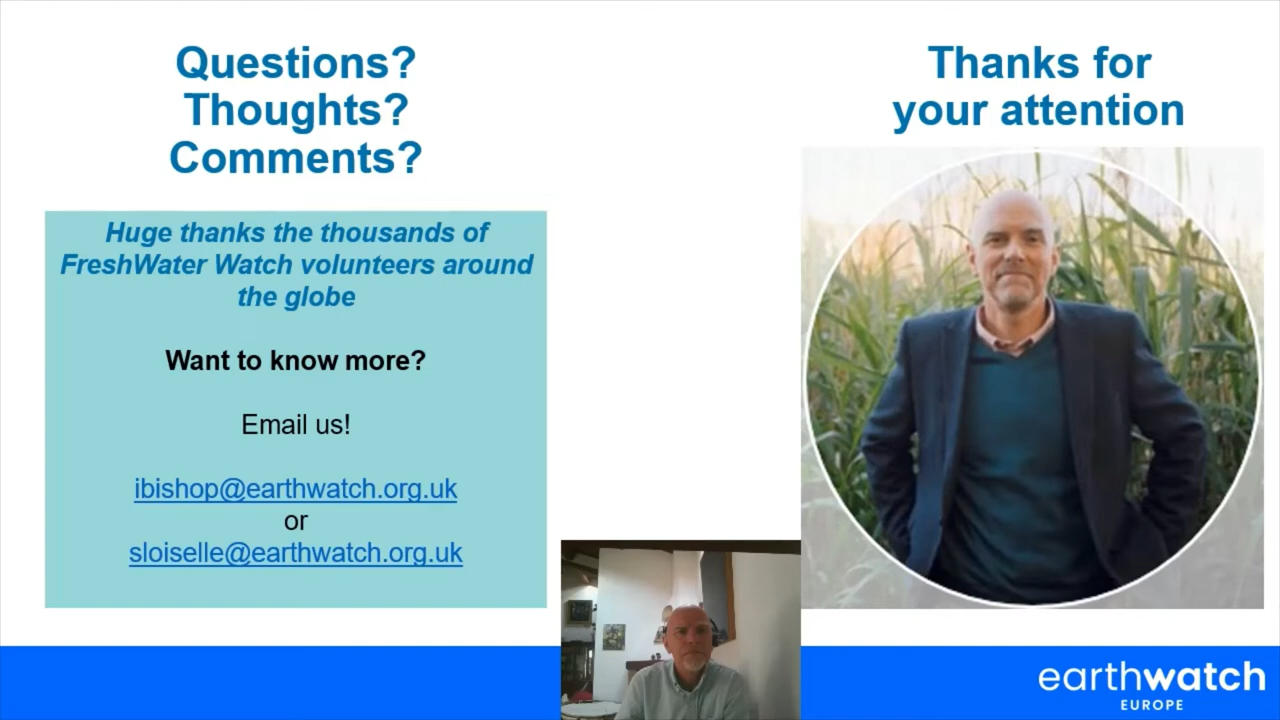 Questions?
Thoughts?
Comments?
Huge thanks the thousands of
FreshWater Watch volunteers around
the globe
Want to know more?
Email us!
ibishop@earthwatch.org.uk
or
sloiselle@earthwatch.org.uk
Thanks for
your attention
earthwatch
EUROPE